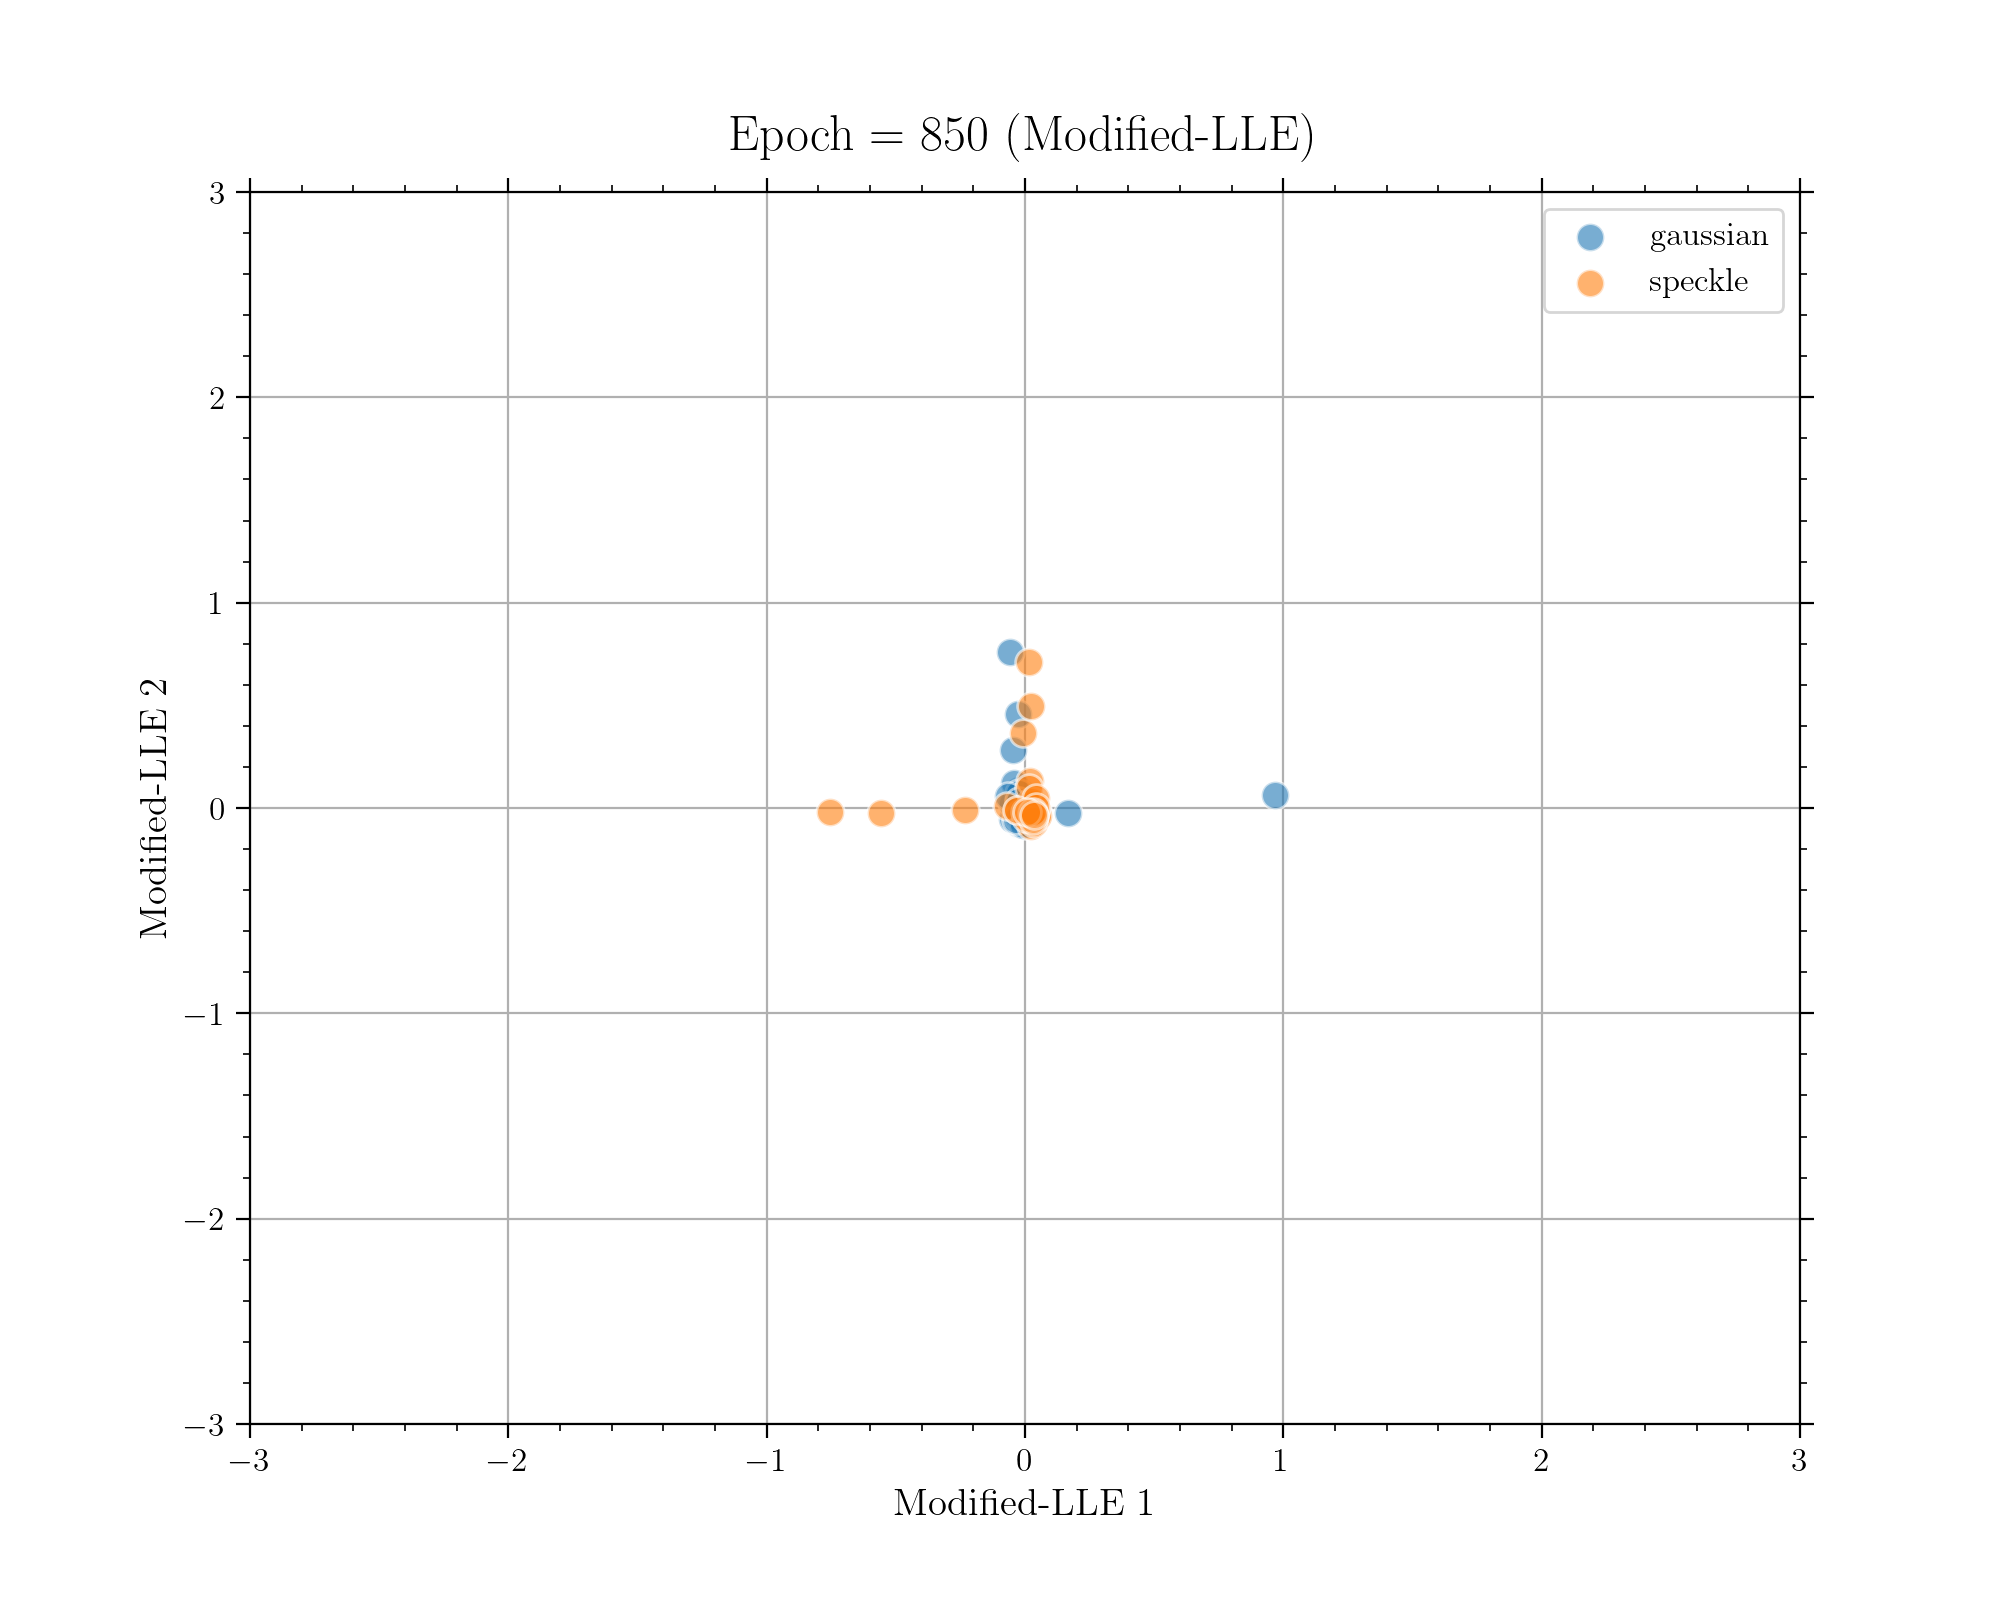 Epoch = 850 (Modified-LLE)
gaussian
speckle
3
2
1
0
−1
−2
−3
Modified-LLE 2
−3
−2
−1
0
1
2
3
Modified-LLE 1